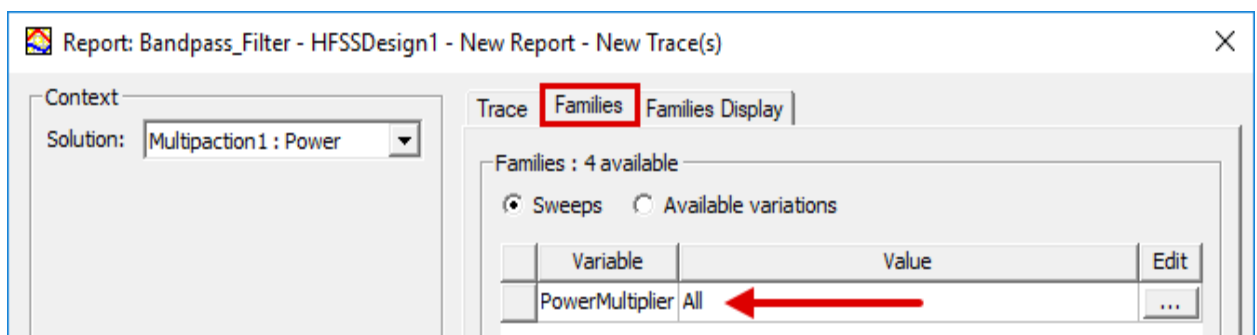 Report: Bandpass_Filter - HFSSDesign1 - New Report - New Trace(s)
Context
Solution: Multipaction1 : Power
Trace Families Families Display
Families : 4 available
Sweeps Available variations
Variable Value Edit
PowerMultiplier All ...